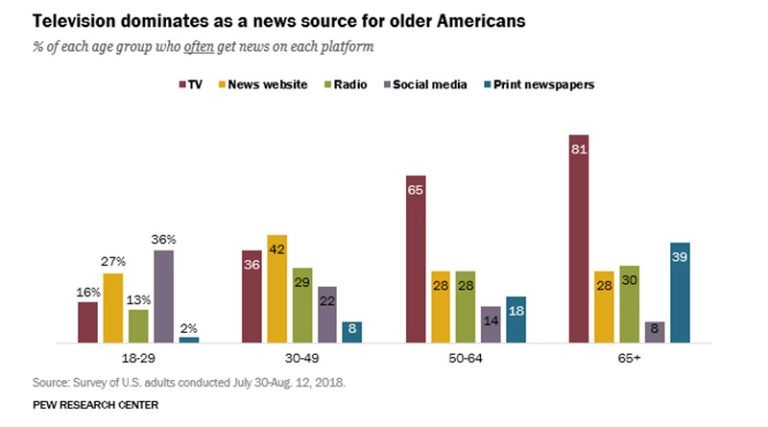 Television dominates as a news source for older Americans
% of each age group who often get news on each platform
TV News website Radio Social media Print newspapers
16% 27% 13% 36% 2% 36 42 29 22 8 65 28 28 14 18 81 28 30 8 39
18-29 30-49 50-64 65+
Source: Survey of U.S. adults conducted July 30-Aug. 12, 2018.
PEW RESEARCH CENTER